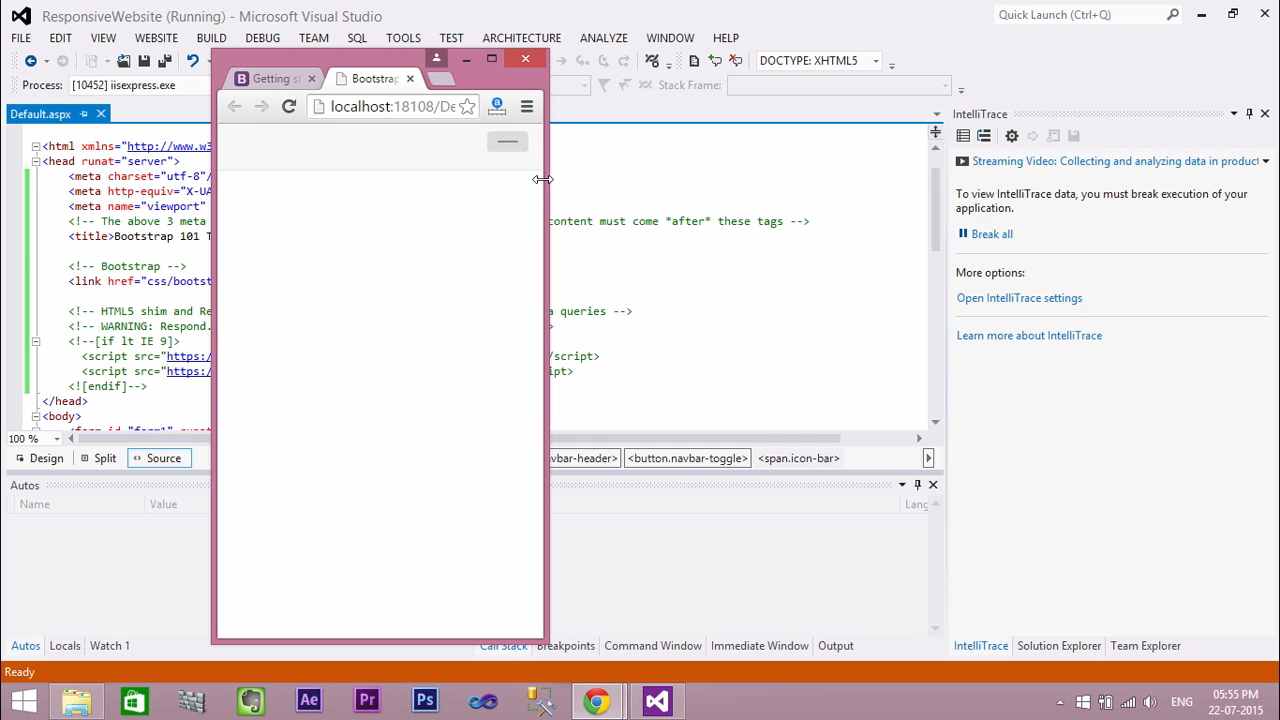 ResponsiveWebsite (Running) - Microsoft Visual Studio
Quick Launch (Ctrl+Q)
FILE EDIT VIEW WEBSITE BUILD DEBUG TEAM SQL TOOLS TEST ARCHITECTURE ANALYZE WINDOW HELP
DOCTYPE: XHTML5
Process: [10452] iisexpress.exe
Stack Frame:
Getting st
Bootstrap
localhost:18108/De
Default.aspx
IntelliTrace
<html xmlns="http://www.w3
<head runat="server">
<meta charset="utf-8"/
<meta http-equiv="X-UA
<meta name="viewport"
<!-- The above 3 meta content must come *after* these tags -->
<title>Bootstrap 101 T
<!-- Bootstrap -->
<link href="css/bootst
<!-- HTML5 shim and Re a queries -->
<!-- WARNING: Respond. >
<!--[if lt IE 9]>
<script src="https:/ /script>
<script src="https:/ ipt>
<![endif]-->
</head>
<body>
<form id="form1" run
Streaming Video: Collecting and analyzing data in product
To view IntelliTrace data, you must break execution of your
application.
Break all
More options:
Open IntelliTrace settings
Learn more about IntelliTrace
100 %
Design Split Source
vbar-header> <button.navbar-toggle> <span.icon-bar>
Autos
Name Value Lang
Autos Locals Watch 1
Call Stack Breakpoints Command Window Immediate Window Output
IntelliTrace Solution Explorer Team Explorer
Ready
Ae Pr Ps
ENG
05:55 PM
22-07-2015